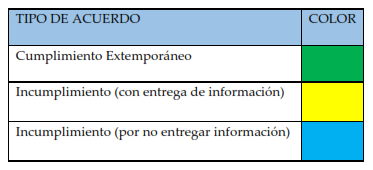 TIPO DE ACUERDO COLOR
Cumplimiento Extemporáneo
Incumplimiento (con entrega de información)
Incumplimiento (por no entregar información)